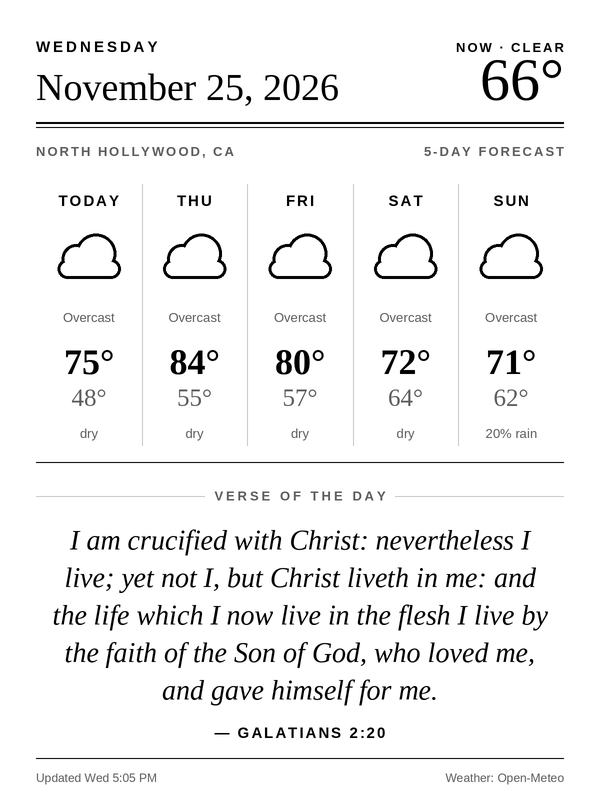 WEDNESDAY
NOW · CLEAR
November 25, 2026
66°
NORTH HOLLYWOOD, CA
5-DAY FORECAST
TODAY THU FRI SAT SUN
Overcast Overcast Overcast Overcast Overcast
75° 84° 80° 72° 71°
48° 55° 57° 64° 62°
dry dry dry dry 20% rain
VERSE OF THE DAY
I am crucified with Christ: nevertheless I
live; yet not I, but Christ liveth in me: and
the life which I now live in the flesh I live by
the faith of the Son of God, who loved me,
and gave himself for me.
— GALATIANS 2:20
Updated Wed 5:05 PM
Weather: Open-Meteo